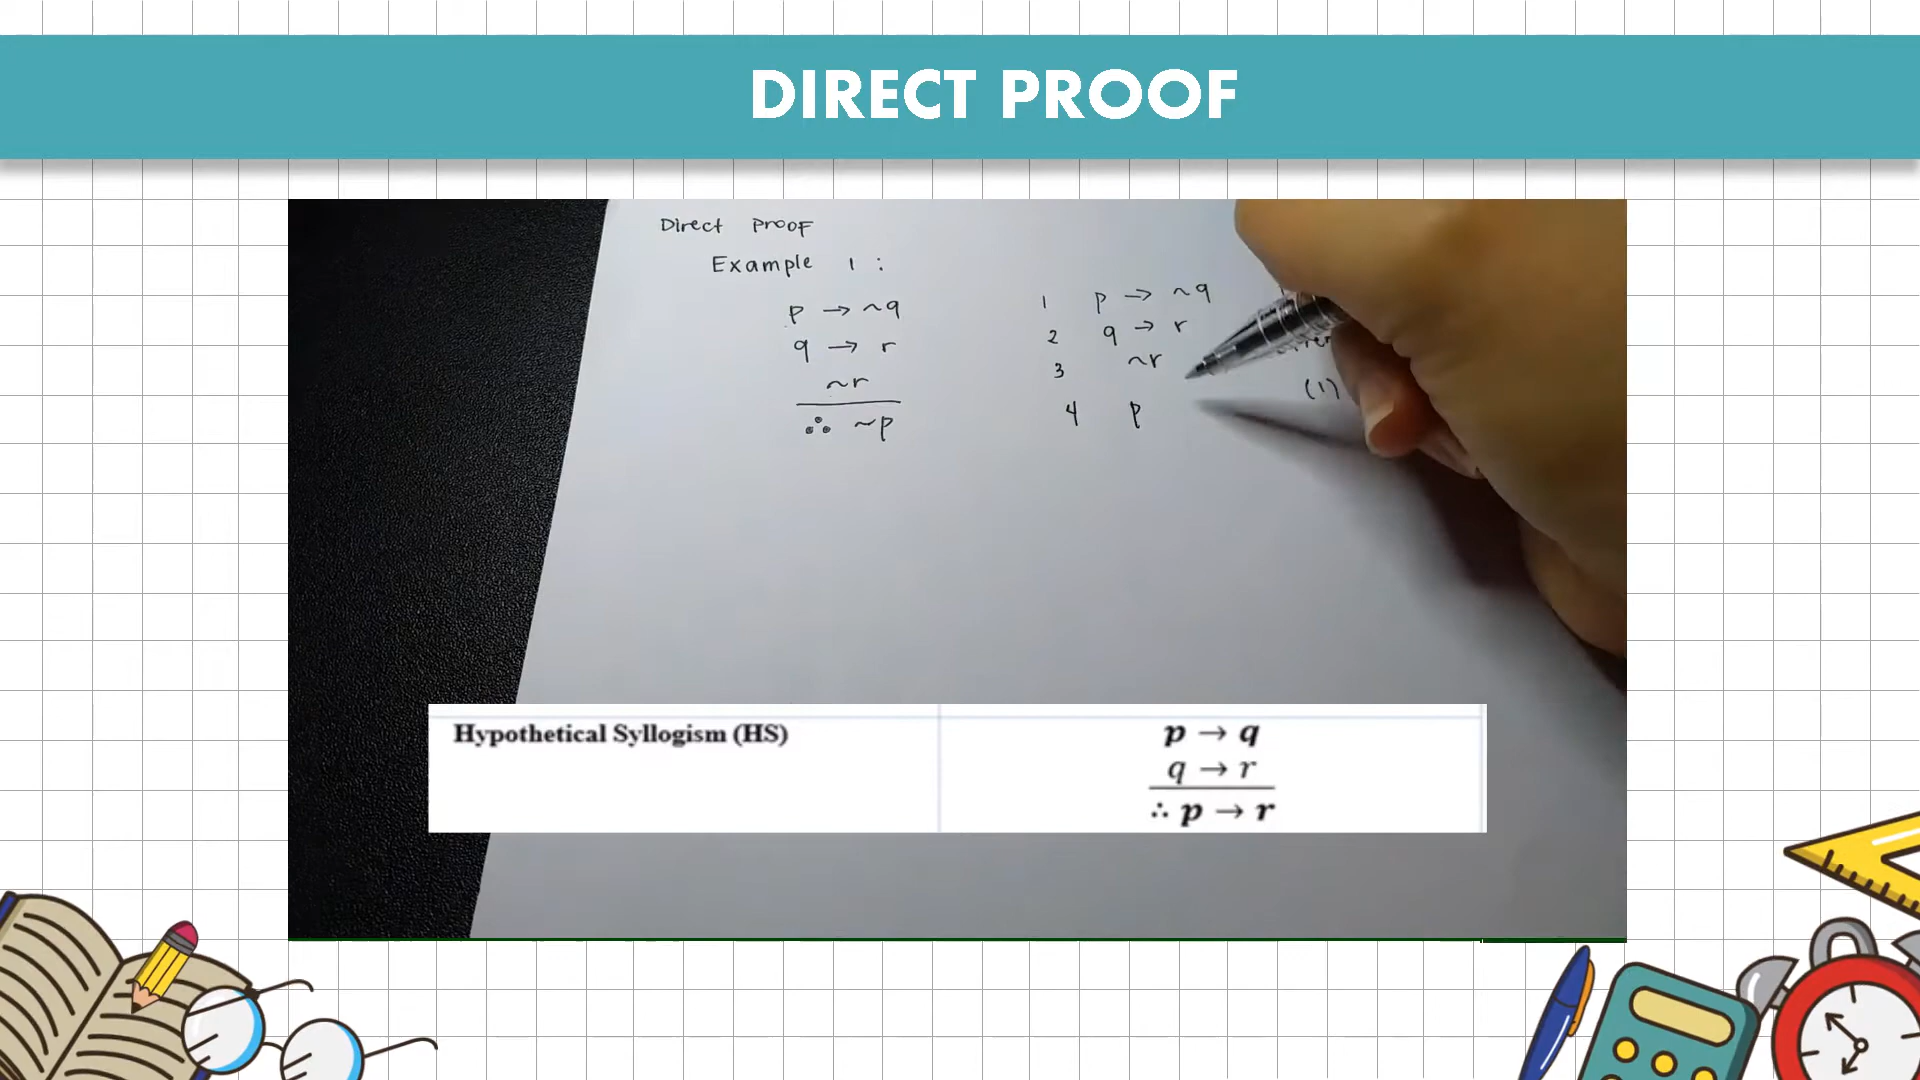 DIRECT PROOF
Direct Proof
Example 1 :
p → ~q
q → r
~r
∴ ~p
1 p → ~q
2 q → r
3 ~r
(1)
4 p
Hypothetical Syllogism (HS)
p → q
q → r
∴ p → r